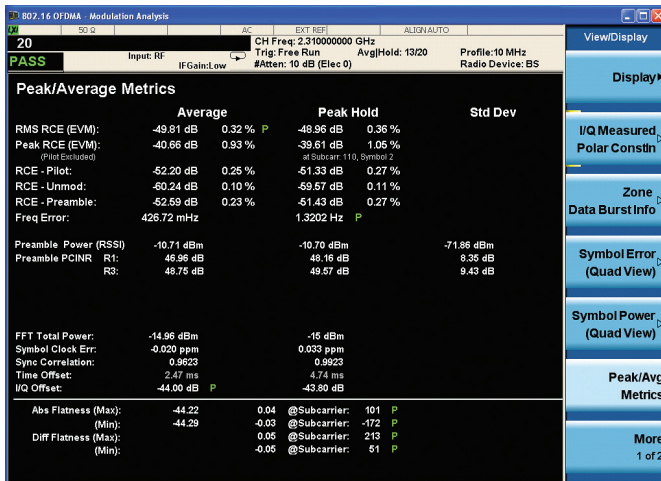 802.16 OFDMA - Modulation Analysis
50 Ω AC EXT REF ALIGN AUTO
20
PASS
Input: RF
IFGain:Low
CH Freq: 2.310000000 GHz
Trig: Free Run Avg|Hold: 13/20 Profile:10 MHz
#Atten: 10 dB (Elec 0) Radio Device: BS
Peak/Average Metrics
Average Peak Hold Std Dev
RMS RCE (EVM): -49.81 dB 0.32 % P -48.96 dB 0.36 %
Peak RCE (EVM): -40.66 dB 0.93 % -39.61 dB 1.05 %
(Pilot Excluded) at Subcarr: 110, Symbol 2
RCE - Pilot: -52.20 dB 0.25 % -51.33 dB 0.27 %
RCE - Unmod: -60.24 dB 0.10 % -59.57 dB 0.11 %
RCE - Preamble: -52.59 dB 0.23 % -51.43 dB 0.27 %
Freq Error: 426.72 mHz 1.3202 Hz P
Preamble Power (RSSI) -10.71 dBm -10.70 dBm -71.86 dBm
Preamble PCINR R1: 46.96 dB 48.16 dB 8.35 dB
R3: 48.75 dB 49.57 dB 9.43 dB
FFT Total Power: -14.96 dBm -15 dBm
Symbol Clock Err: -0.020 ppm 0.033 ppm
Sync Correlation: 0.9623 0.9923
Time Offset: 2.47 ms 4.74 ms
I/Q Offset: -44.00 dB P -43.80 dB
Abs Flatness (Max): -44.22 0.04 @Subcarrier: 101 P
(Min): -44.29 -0.03 @Subcarrier: -172 P
Diff Flatness (Max): 0.05 @Subcarrier: 213 P
(Min): -0.05 @Subcarrier: 51 P
View/Display
Display
I/Q Measured
Polar Constln
Zone
Data Burst Info
Symbol Error
(Quad View)
Symbol Power
(Quad View)
Peak/Avg
Metrics
More
1 of 2